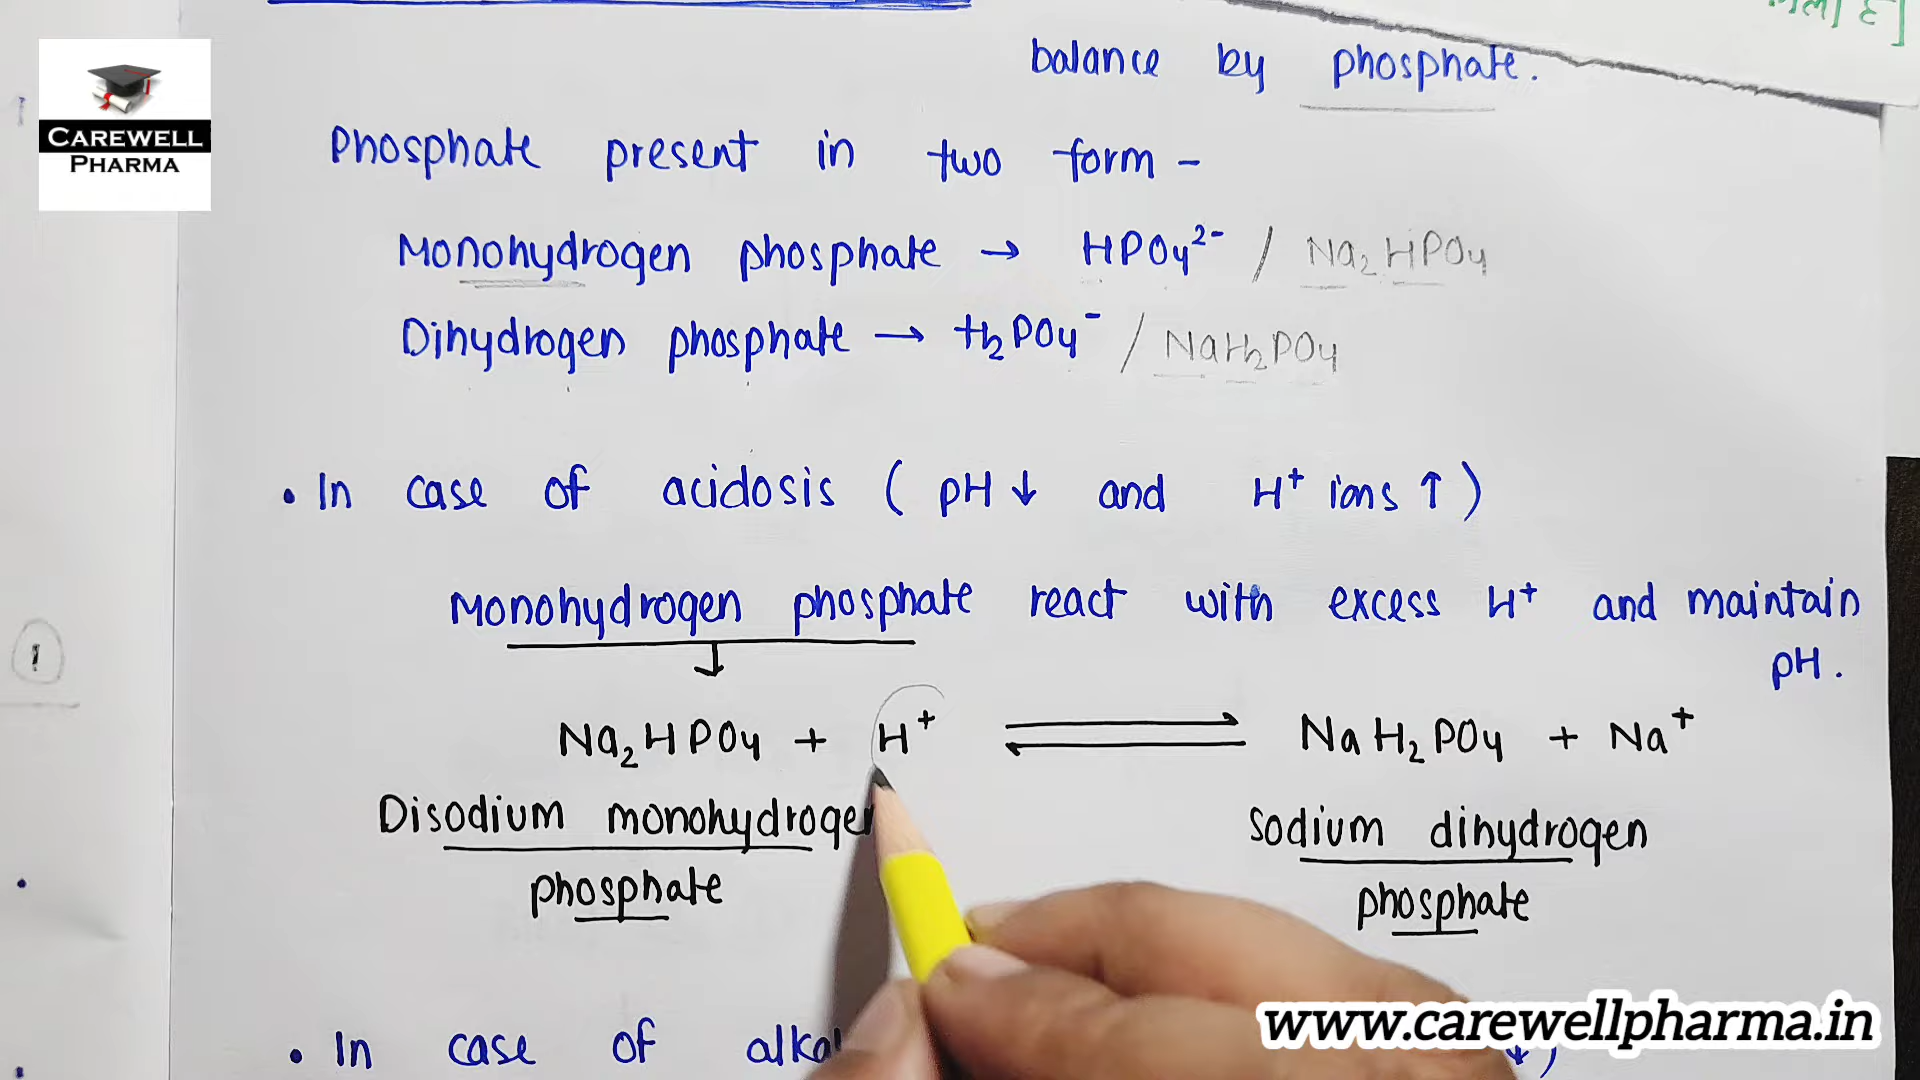 CAREWELL
PHARMA
balance by phosphate.
Phosphate present in two form -
Monohydrogen phosphate → HPO₄²⁻ / Na₂HPO₄
Dihydrogen phosphate → H₂PO₄⁻ / NaH₂PO₄
• In case of acidosis ( pH ↓ and H⁺ ions ↑ )
Monohydrogen phosphate react with excess H⁺ and maintain
pH.
1
Na₂HPO₄ + H⁺ ⇌ NaH₂PO₄ + Na⁺
Disodium monohydrogen
phosphate
Sodium dihydrogen
phosphate
www.carewellpharma.in
• In case of ↓ )